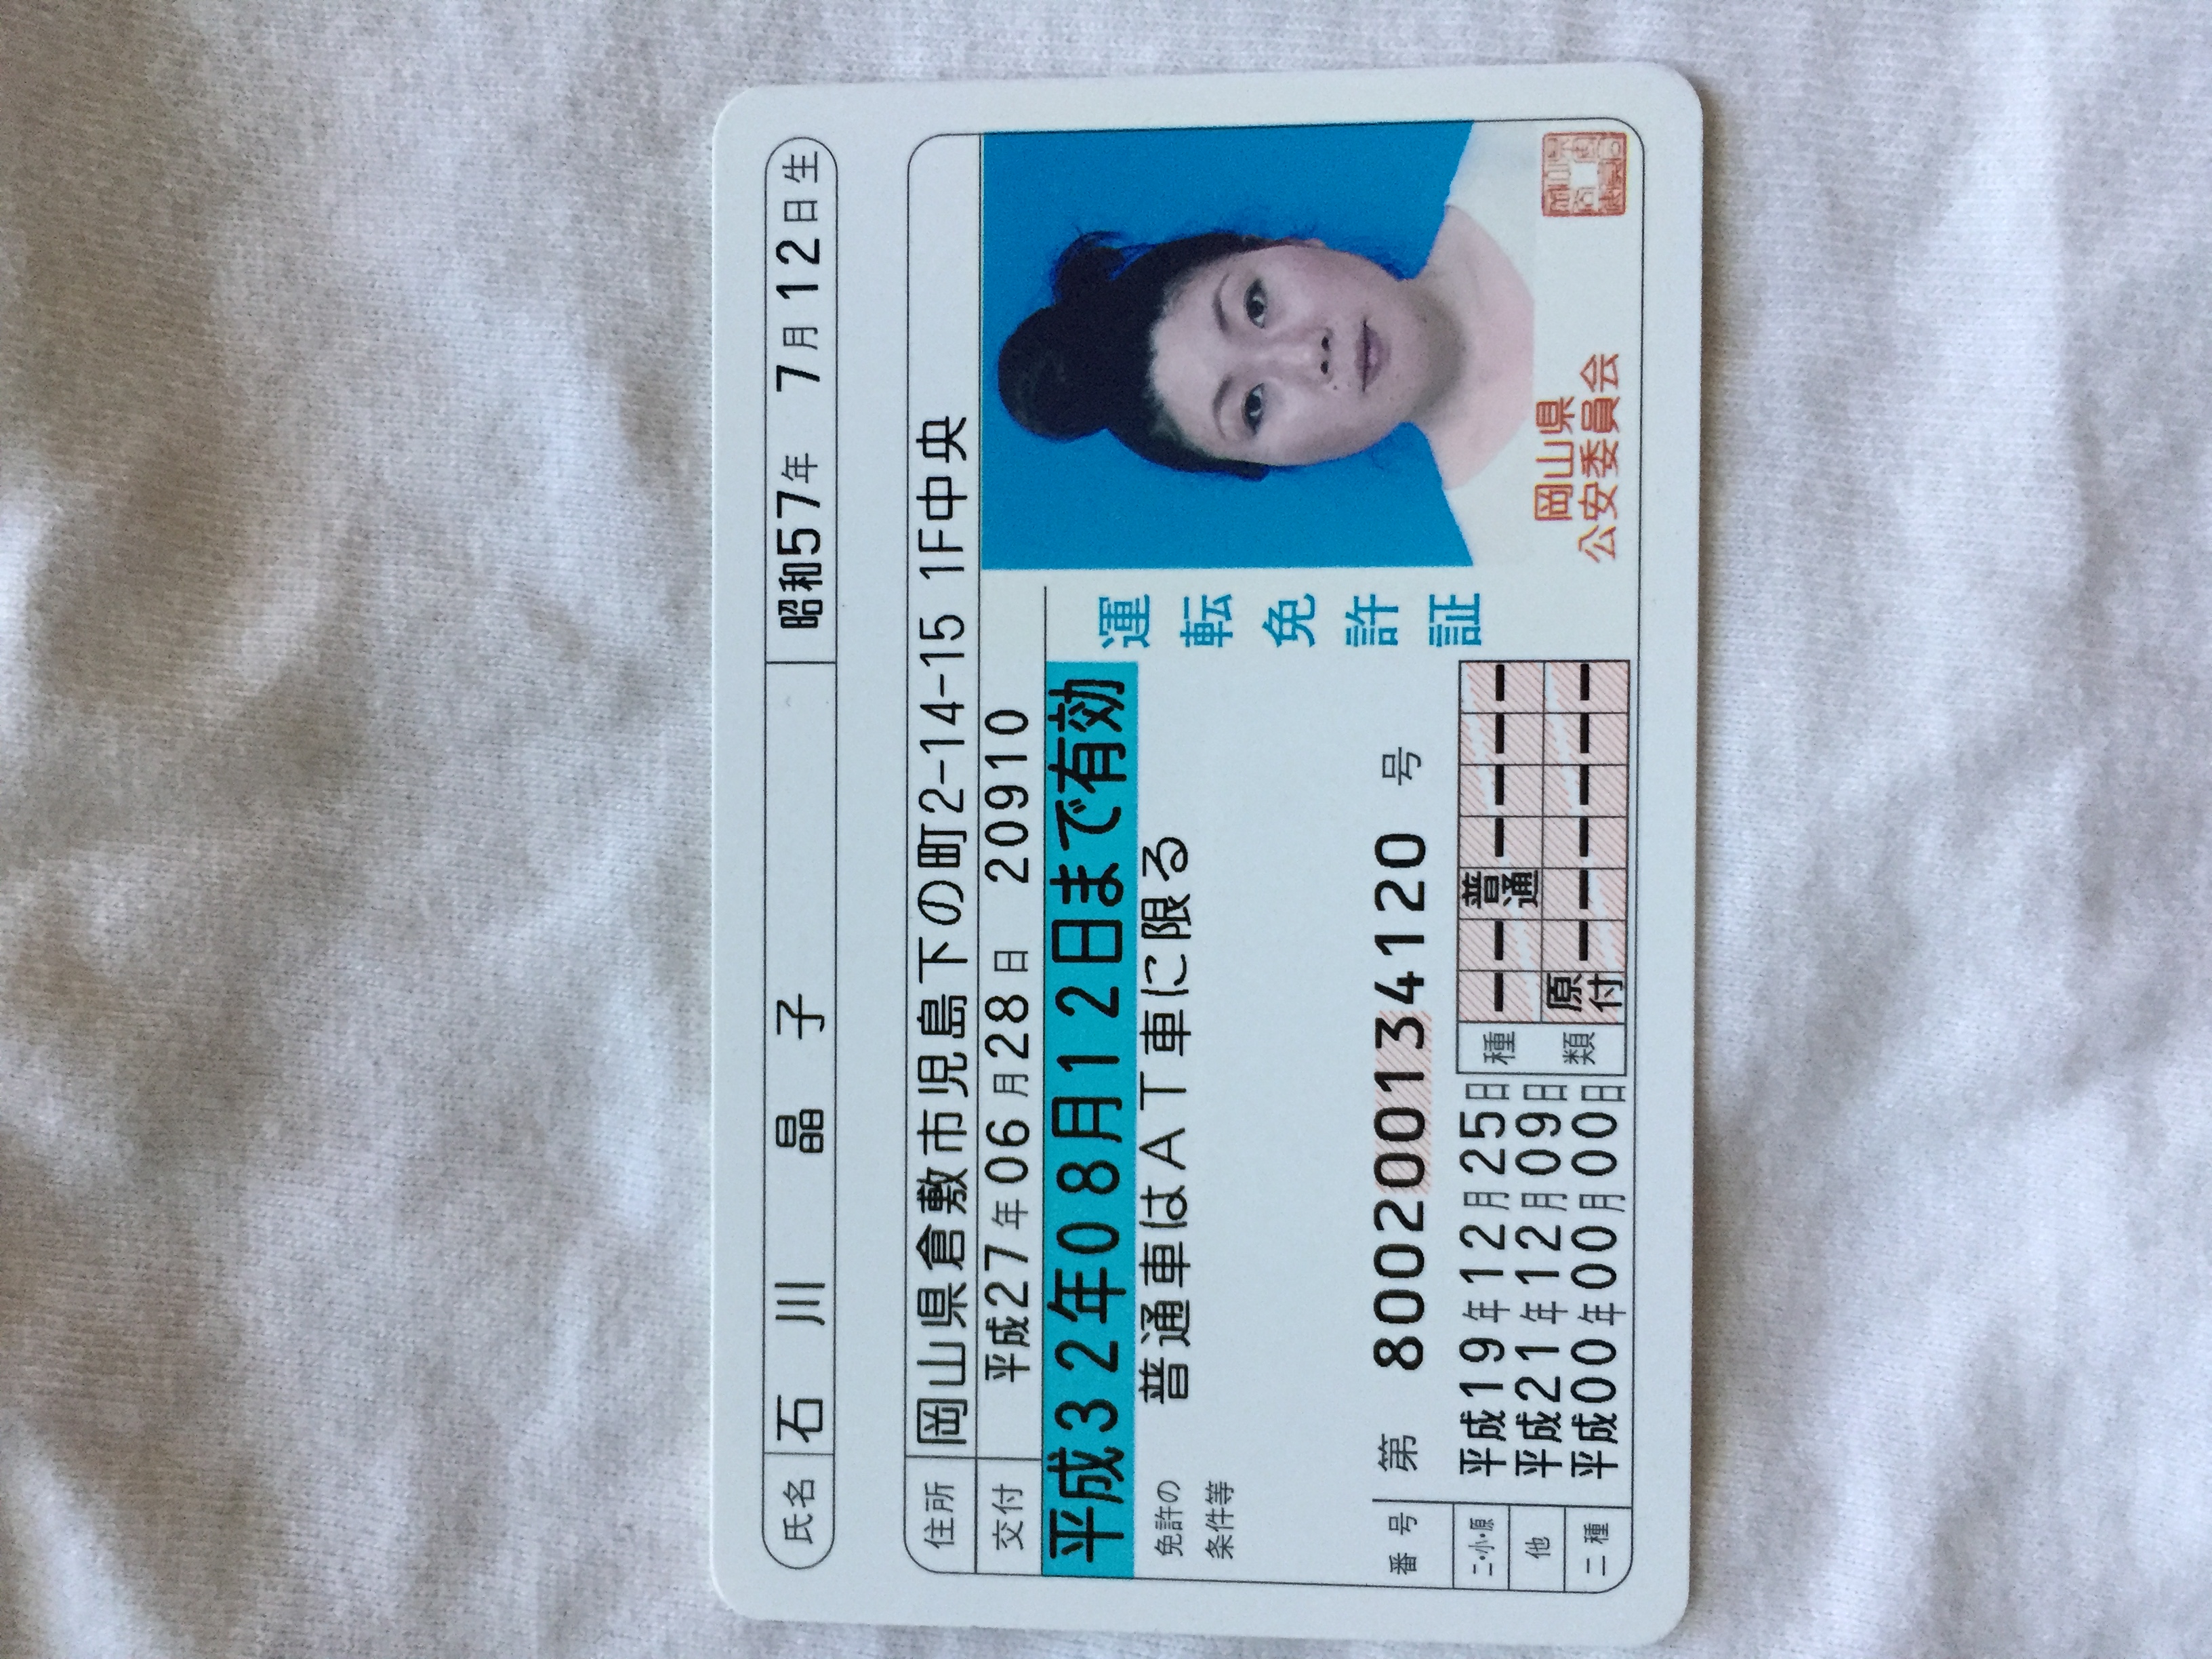 氏名 石川 晶子 昭和57年 7月12日生
住所 岡山県倉敷市児島下の町2-14-15 1F中央
交付 平成27年06月28日 20910
平成32年08月12日まで有効
免許の条件等 普通車はAT車に限る
運転免許証
番号 第 800200134120 号
二・小・原 平成19年12月25日
他 平成21年12月09日
二種 平成00年00月00日
種類 ー ー 普通 ー ー ー ー
原付 ー ー ー ー ー ー
岡山県
公安委員会